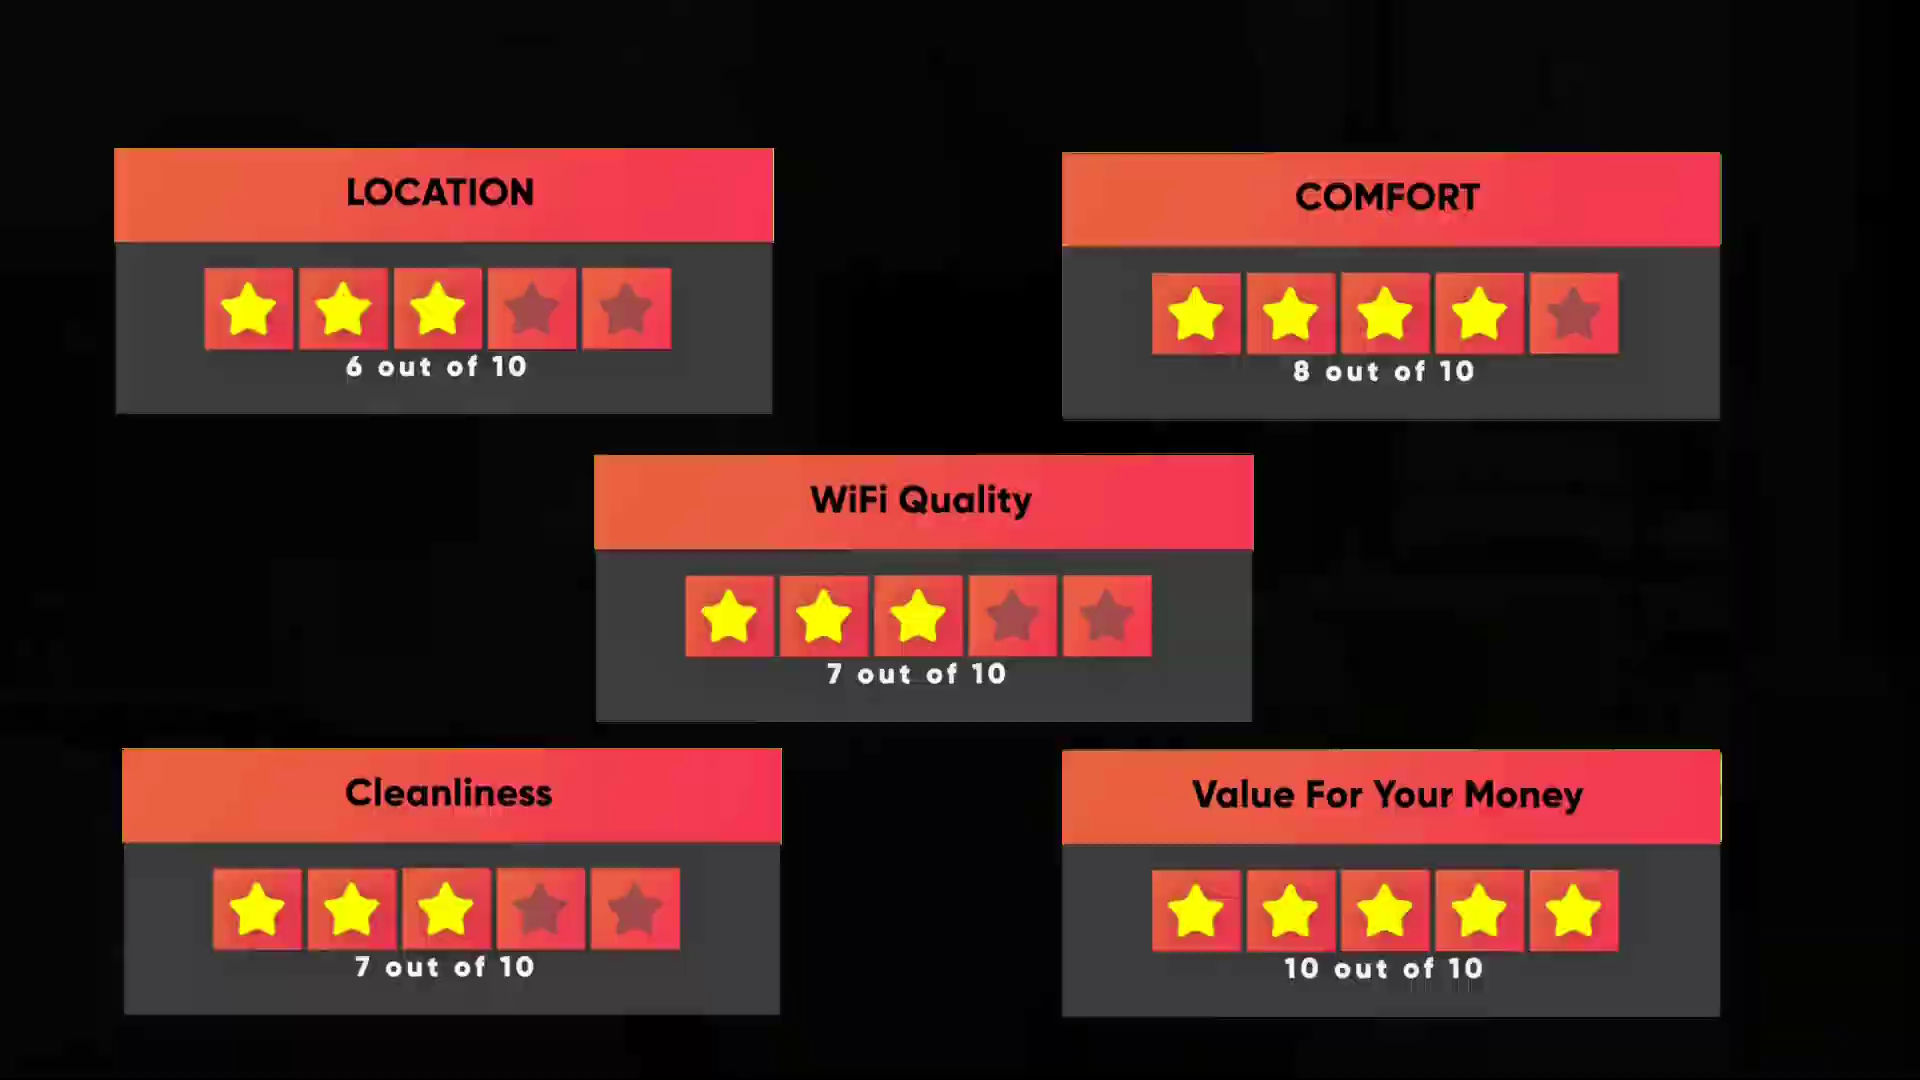 LOCATION
6 out of 10
COMFORT
8 out of 10
WiFi Quality
7 out of 10
Cleanliness
7 out of 10
Value For Your Money
10 out of 10